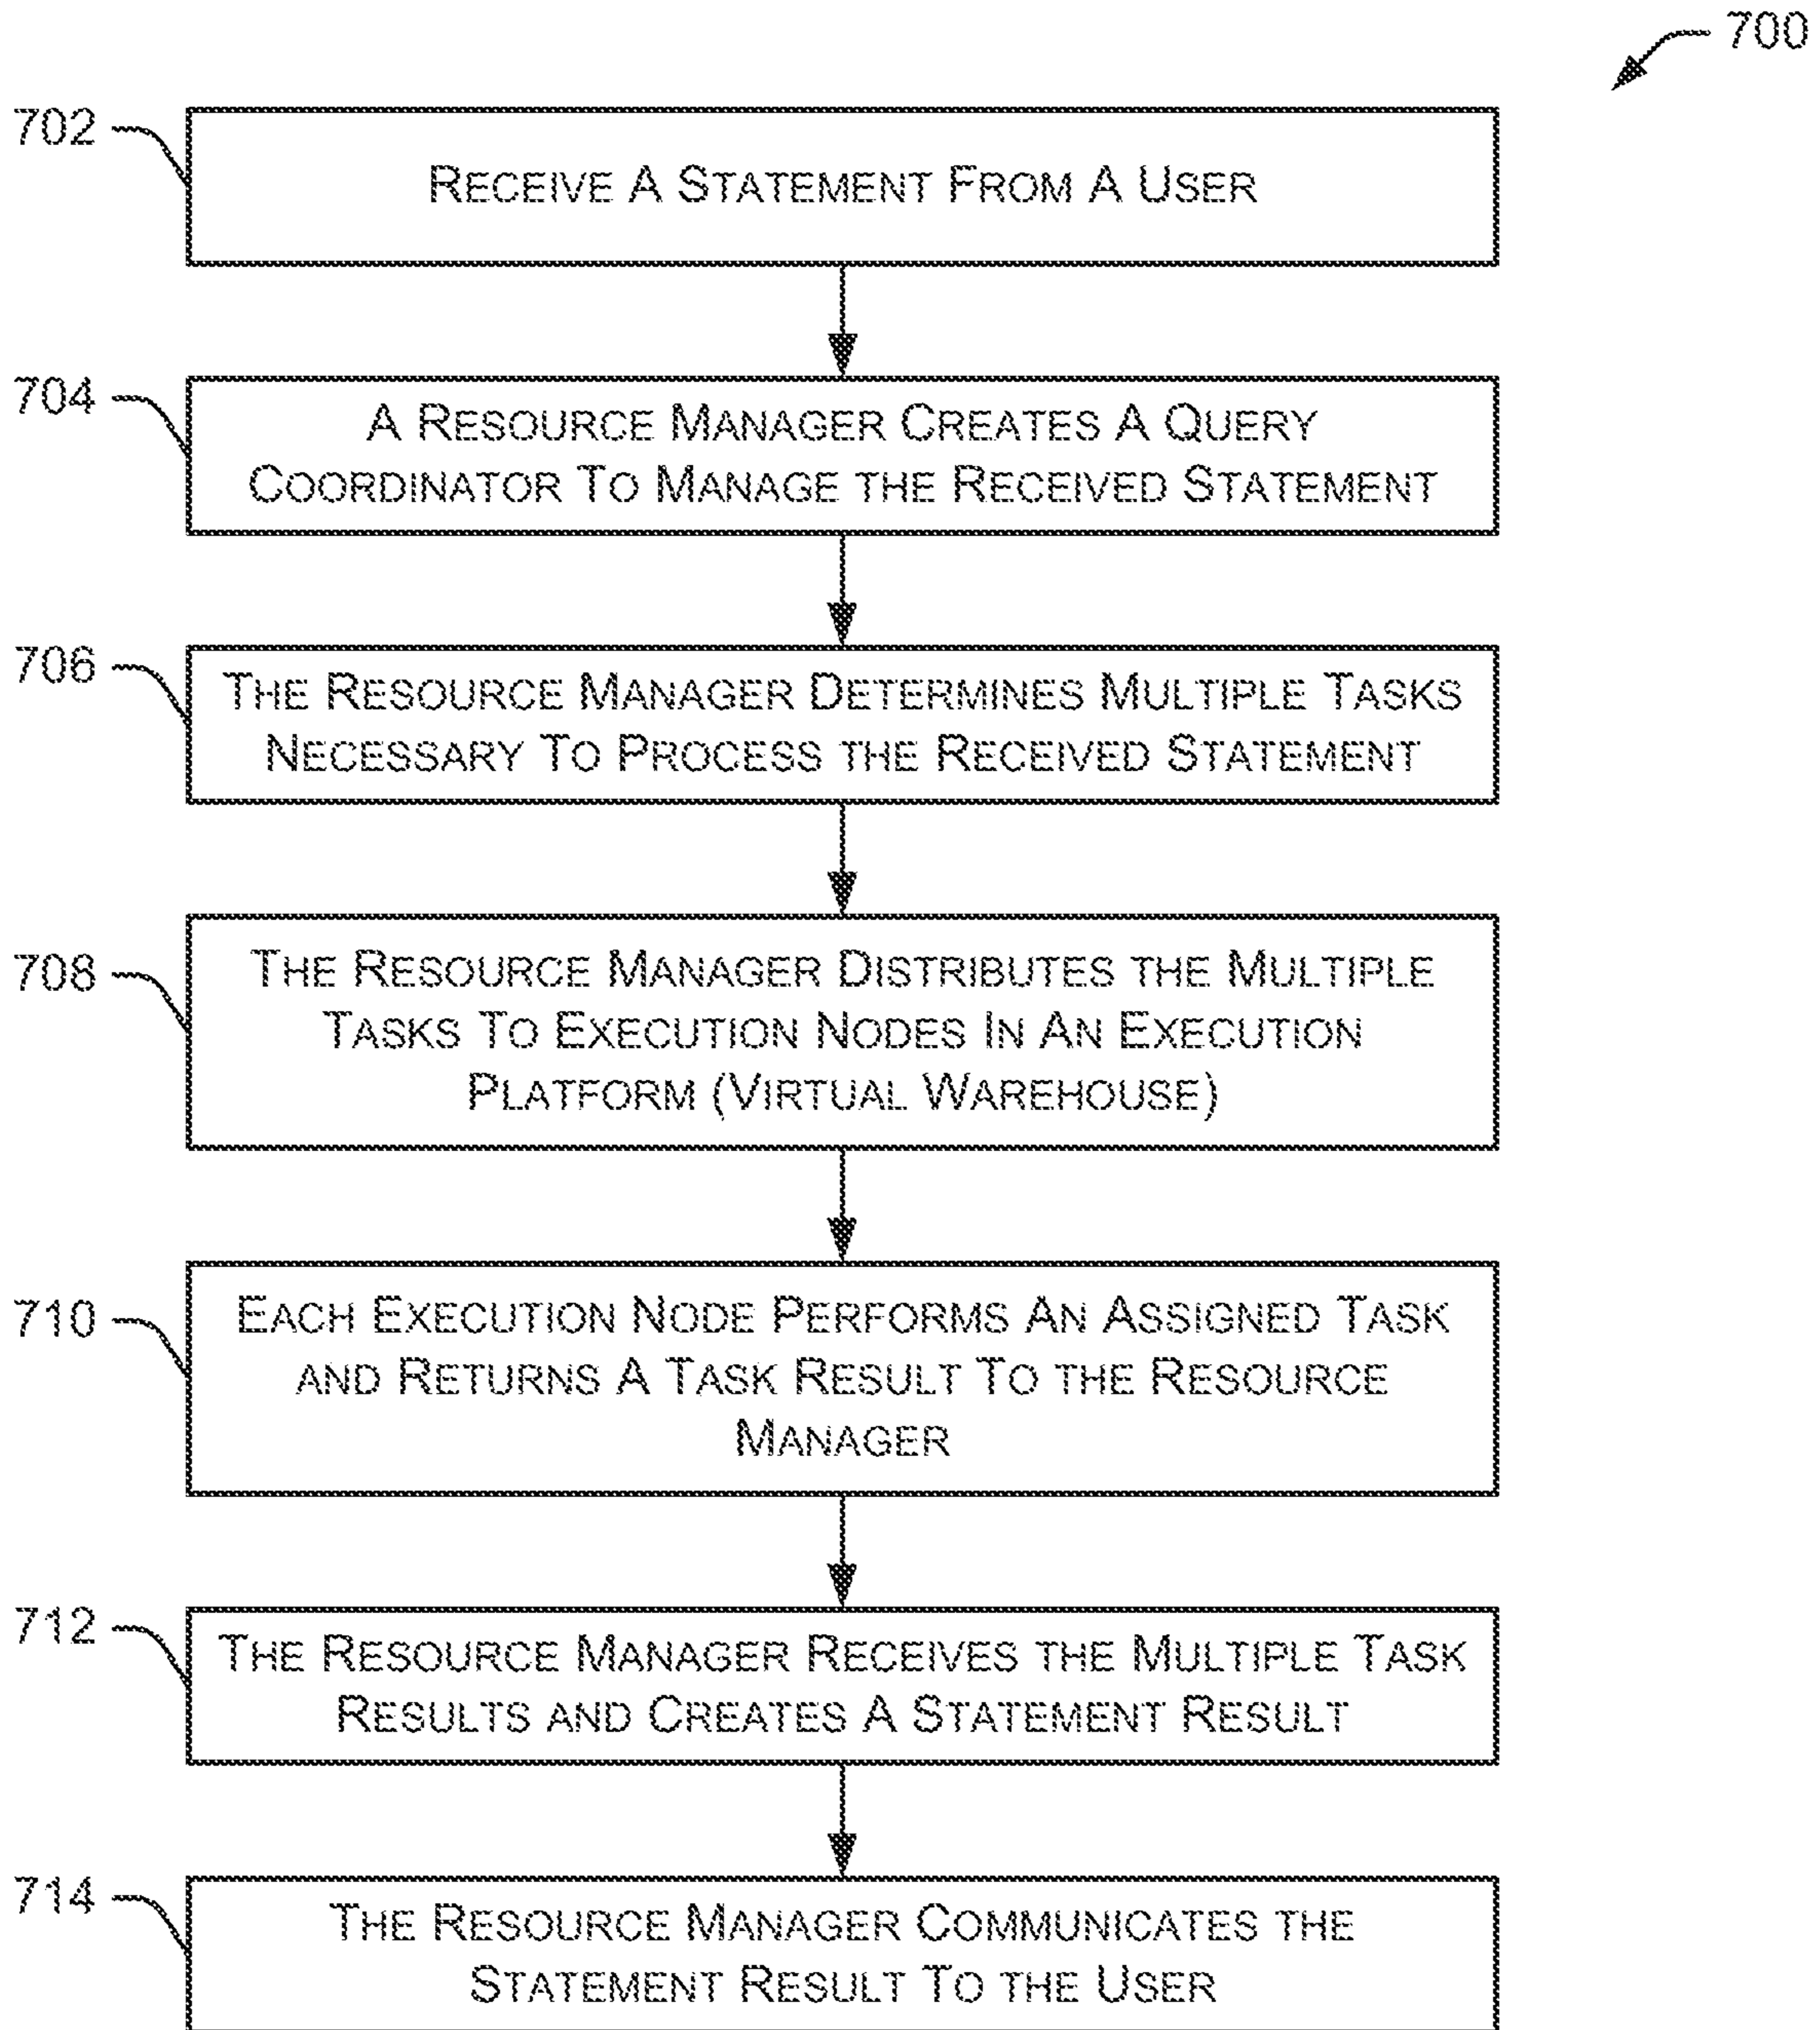 700
702
RECEIVE A STATEMENT FROM A USER
704
A RESOURCE MANAGER CREATES A QUERY
COORDINATOR TO MANAGE THE RECEIVED STATEMENT
706
THE RESOURCE MANAGER DETERMINES MULTIPLE TASKS
NECESSARY TO PROCESS THE RECEIVED STATEMENT
708
THE RESOURCE MANAGER DISTRIBUTES THE MULTIPLE
TASKS TO EXECUTION NODES IN AN EXECUTION
PLATFORM (VIRTUAL WAREHOUSE)
710
EACH EXECUTION NODE PERFORMS AN ASSIGNED TASK
AND RETURNS A TASK RESULT TO THE RESOURCE
MANAGER
712
THE RESOURCE MANAGER RECEIVES THE MULTIPLE TASK
RESULTS AND CREATES A STATEMENT RESULT
714
THE RESOURCE MANAGER COMMUNICATES THE
STATEMENT RESULT TO THE USER